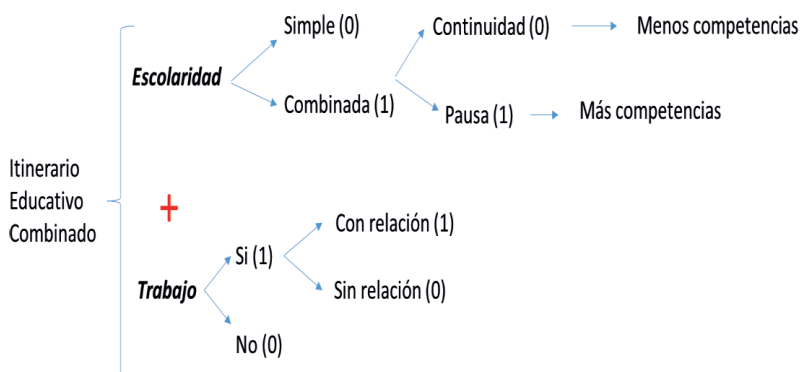 Simple (0)
Continuidad (0)
Menos competencias
Escolaridad
Combinada (1)
Pausa (1)
Más competencias
Itinerario
Educativo
Combinado
+
Con relación (1)
Si (1)
Trabajo
Sin relación (0)
No (0)